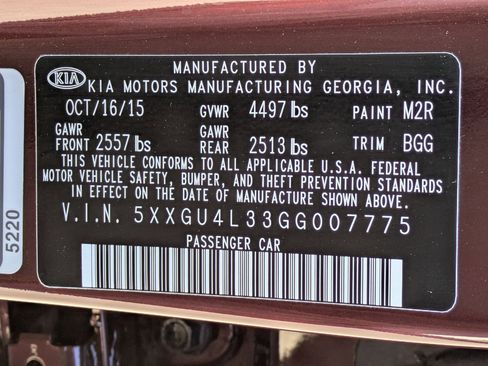 MANUFACTURED BY
KIA KIA MOTORS MANUFACTURING GEORGIA, INC.
OCT/16/15 GVWR 4497 lbs PAINT M2R
GAWR GAWR
FRONT 2557 lbs REAR 2513 lbs TRIM BGG
THIS VEHICLE CONFORMS TO ALL APPLICABLE U.S.A. FEDERAL
MOTOR VEHICLE SAFETY, BUMPER, AND THEFT PREVENTION STANDARDS
IN EFFECT ON THE DATE OF MANUFACTURE SHOWN ABOVE.
V.I.N. 5XXGU4L33GG007775
PASSENGER CAR
5220